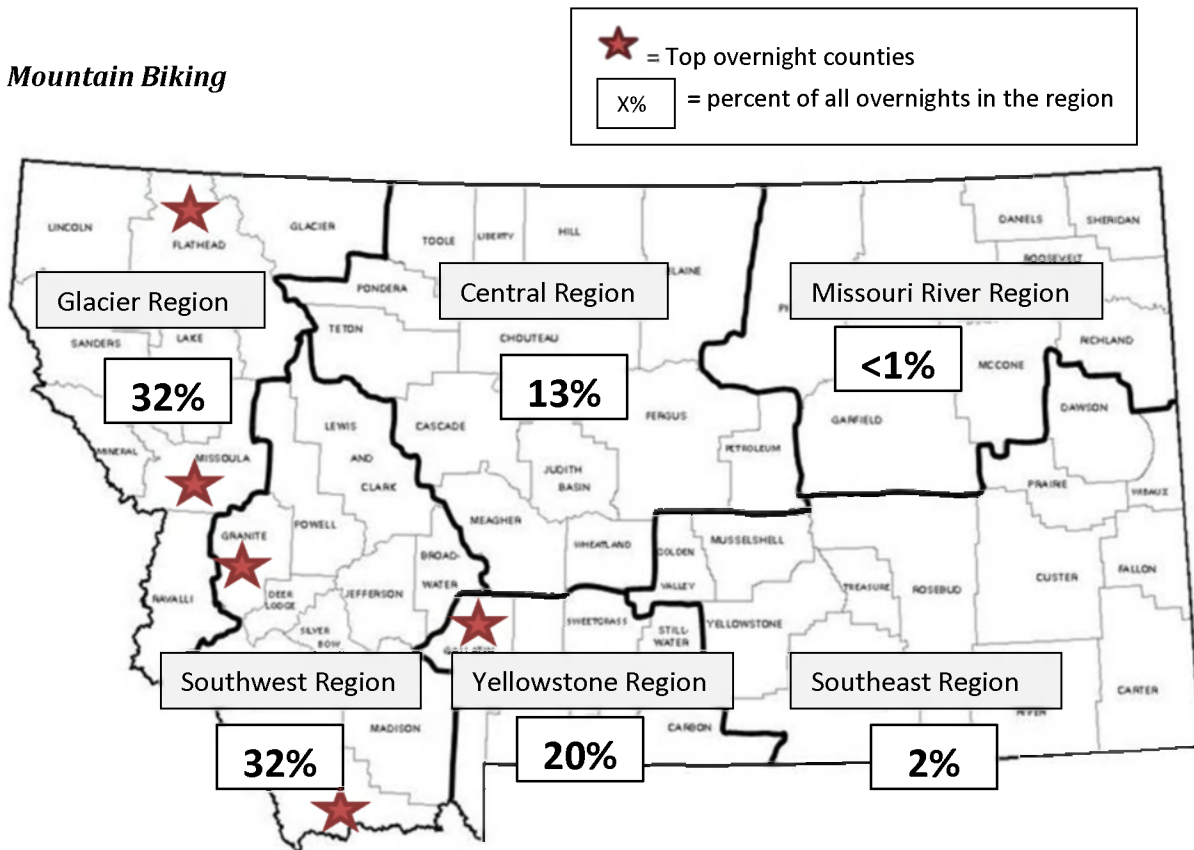 ★ = Top overnight counties
Mountain Biking
X% = percent of all overnights in the region
DANIELS
SHERIDAN
LINCOLN
FLATHEAD
GLACIER
TOOLE
LIBERTY
HILL
ROOSEVELT
LAINE
PONDERA
Glacier Region
Central Region
Missouri River Region
TETON
SANDERS
LAKE
CHOUTEAU
RICHLAND
32%
13%
<1%
MCCONE
DAWSON
LEWIS
AND
CLARK
CASCADE
FERGUS
GARFIELD
PETROLEUM
MINERAL
MISSOULA
JUDITH
BASIN
PRAIRIE
WIBAUX
MEAGHER
GRANITE
POWELL
WHEATLAND
GOLDEN
VALLEY
MUSSELSHELL
BROAD-
WATER
FALLON
CUSTER
TREASURE
ROSEBUD
RAVALLI
DEER
LODGE
JEFFERSON
SILVER
BOW
SWEETGRASS
STILL-
WATER
YELLOWSTONE
Southwest Region
Yellowstone Region
Southeast Region
CARTER
MADISON
CARBON
RIVER
32%
20%
2%